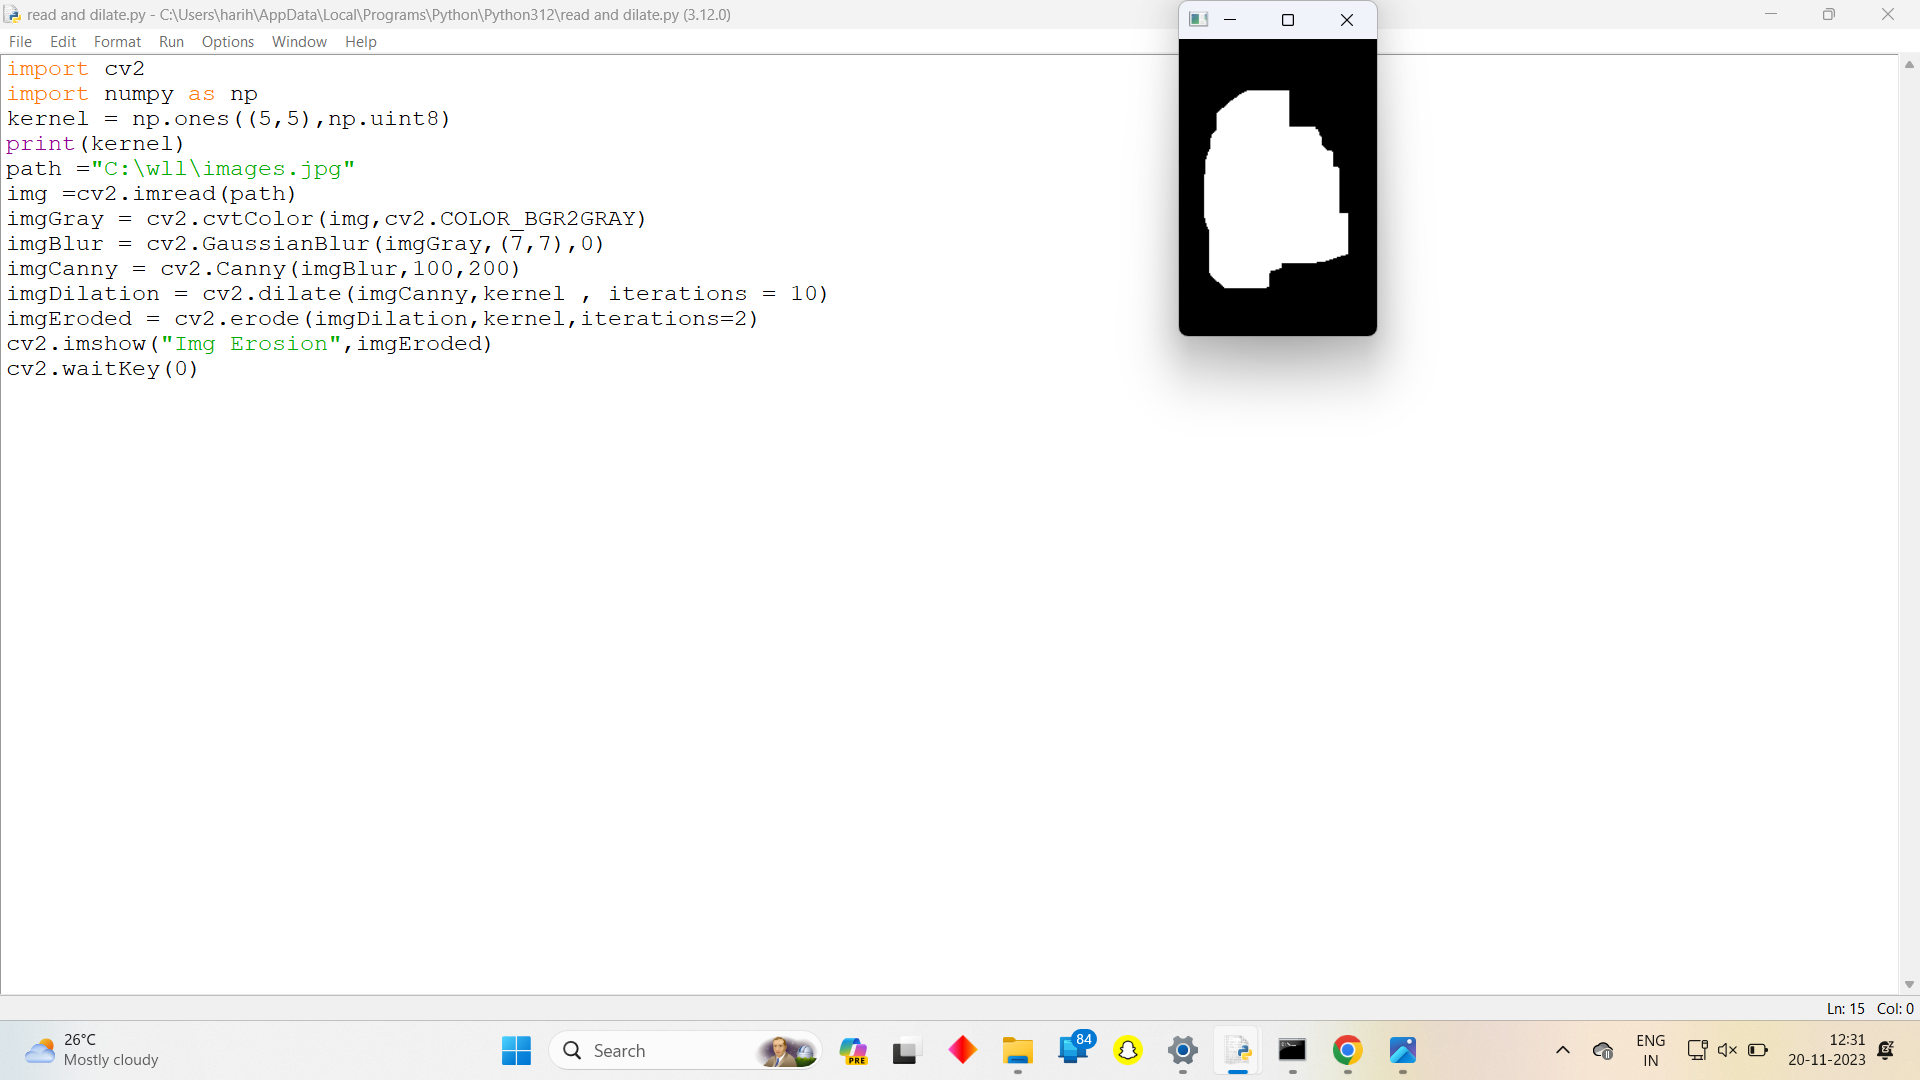 read and dilate.py - C:\Users\harih\AppData\Local\Programs\Python\Python312\read and dilate.py (3.12.0)
File Edit Format Run Options Window Help
import cv2
import numpy as np
kernel = np.ones((5,5),np.uint8)
print(kernel)
path ="C:\wll\images.jpg"
img =cv2.imread(path)
imgGray = cv2.cvtColor(img,cv2.COLOR_BGR2GRAY)
imgBlur = cv2.GaussianBlur(imgGray,(7,7),0)
imgCanny = cv2.Canny(imgBlur,100,200)
imgDilation = cv2.dilate(imgCanny,kernel , iterations = 10)
imgEroded = cv2.erode(imgDilation,kernel,iterations=2)
cv2.imshow("Img Erosion",imgEroded)
cv2.waitKey(0)
Ln: 15 Col: 0
26°C
Mostly cloudy
Search
PRE
84
ENG
IN
12:31
20-11-2023